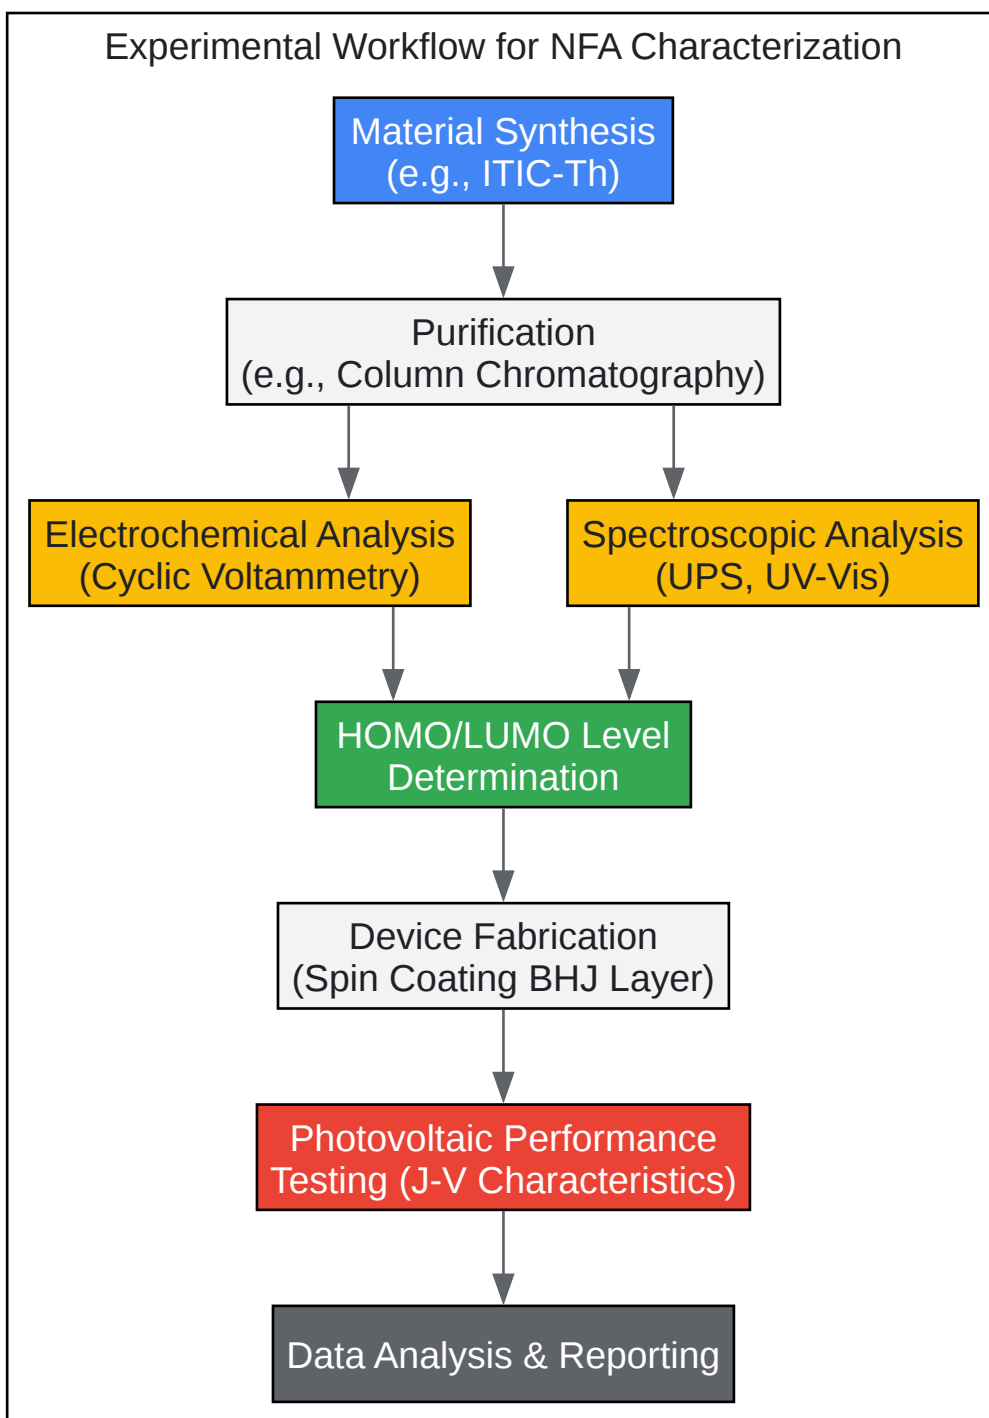 Experimental Workflow for NFA Characterization
Material Synthesis
(e.g., ITIC-Th)
Purification
(e.g., Column Chromatography)
Electrochemical Analysis
(Cyclic Voltammetry)
Spectroscopic Analysis
(UPS, UV-Vis)
HOMO/LUMO Level
Determination
Device Fabrication
(Spin Coating BHJ Layer)
Photovoltaic Performance
Testing (J-V Characteristics)
Data Analysis & Reporting